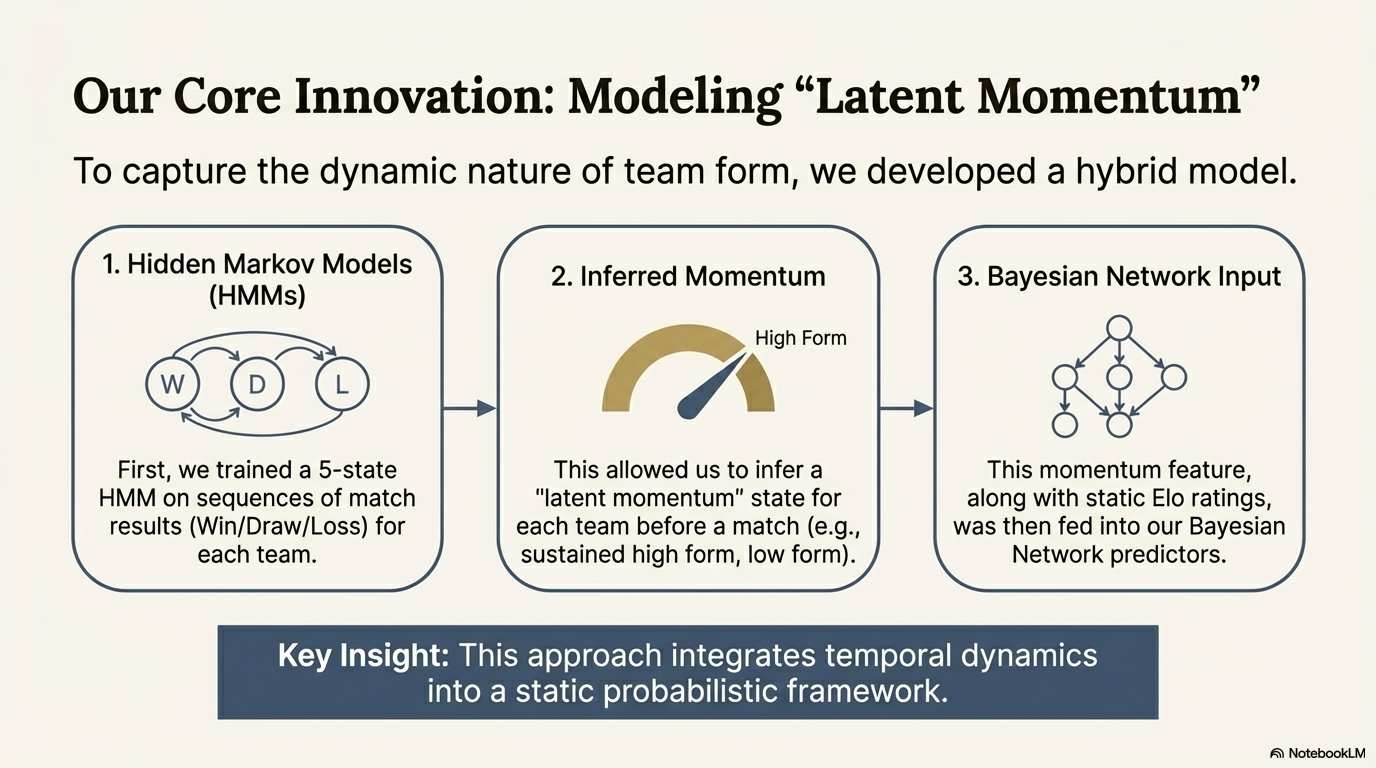 Our Core Innovation: Modeling “Latent Momentum”
To capture the dynamic nature of team form, we developed a hybrid model.
1. Hidden Markov Models
(HMMs)
W
D
L
First, we trained a 5-state
HMM on sequences of match
results (Win/Draw/Loss) for
each team.
2. Inferred Momentum
High Form
This allowed us to infer a
"latent momentum" state for
each team before a match (e.g.,
sustained high form, low form).
3. Bayesian Network Input
This momentum feature,
along with static Elo ratings,
was then fed into our Bayesian
Network predictors.
Key Insight: This approach integrates temporal dynamics
into a static probabilistic framework.
NotebookLM